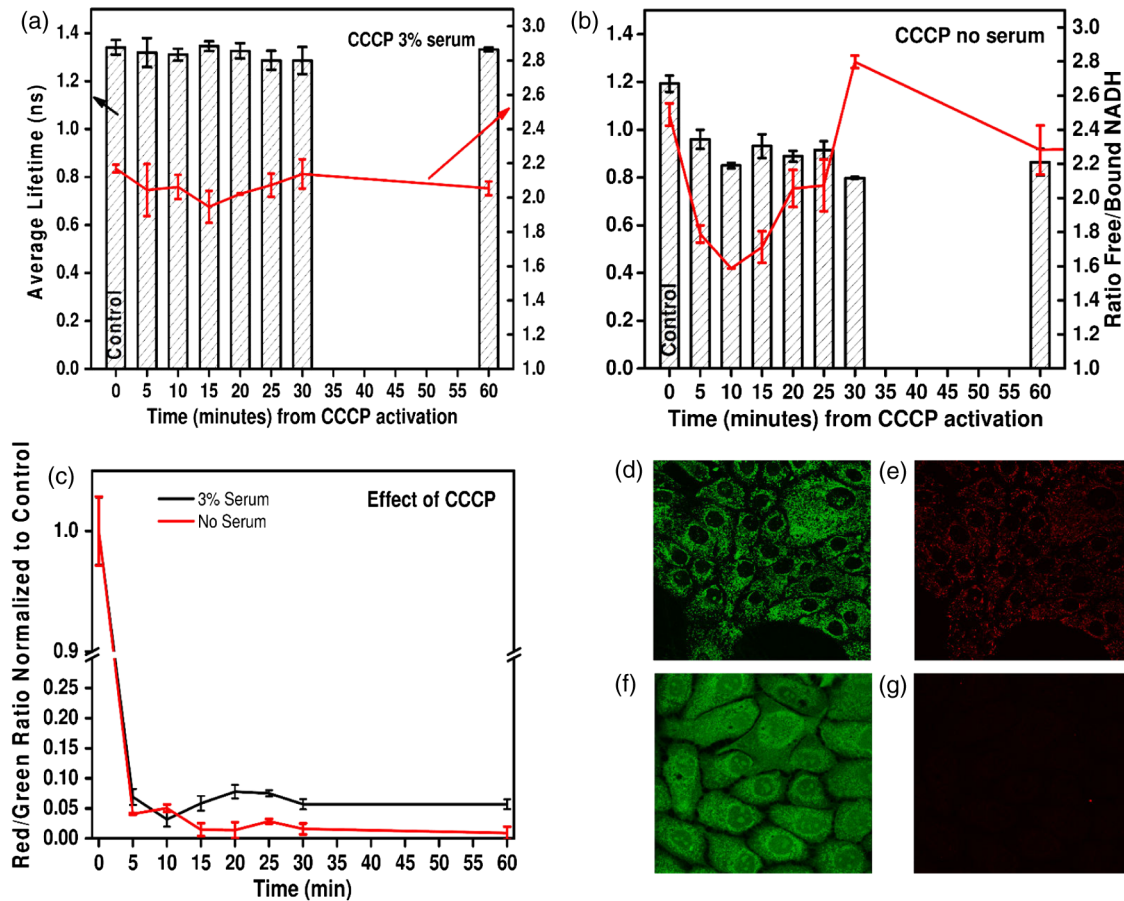 (a)
CCCP 3% serum
Average Lifetime (ns)
1.4
1.2
1.0
0.8
0.6
0.4
0.2
0.0
3.0
2.8
2.6
2.4
2.2
2.0
1.8
1.6
1.4
1.2
1.0
Control
0 5 10 15 20 25 30 35 40 45 50 55 60
Time (minutes) from CCCP activation
(b)
CCCP no serum
1.4
1.2
1.0
0.8
0.6
0.4
0.2
0.0
3.0
2.8
2.6
2.4
2.2
2.0
1.8
1.6
1.4
1.2
1.0
Ratio Free/Bound NADH
Control
0 5 10 15 20 25 30 35 40 45 50 55 60
Time (minutes) from CCCP activation
(c)
3% Serum
No Serum
Effect of CCCP
Red/Green Ratio Normalized to Control
1.0
0.9
0.25
0.20
0.15
0.10
0.05
0.00
0 5 10 15 20 25 30 35 40 45 50 55 60
Time (min)
(d)
(e)
(f)
(g)